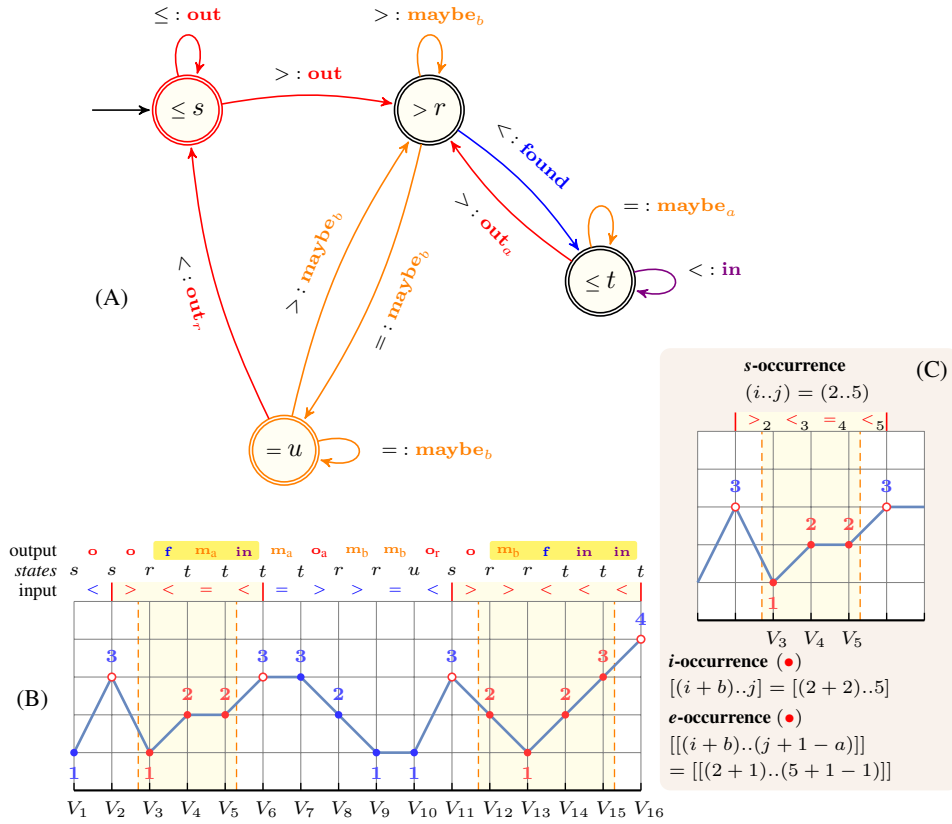 ≤ : out
> : maybe_b
> : out
≤ s
> r
< : found
> : out_a
= : maybe_a
≤ t
< : in
< : out_r
> : maybe_b
= : maybe_b
(A)
= u
= : maybe_b
output o o f m_a in m_a o_a m_b m_b o_r o m_b f in in
states s s r t t t t r r u s r r t t t
input < > < = < = > > = < > > < < <
4
3 3 3 3 3
2 2 2 2 2
(B)
1 1 1 1 1
V_1 V_2 V_3 V_4 V_5 V_6 V_7 V_8 V_9 V_10 V_11 V_12 V_13 V_14 V_15 V_16
(C)
s-occurrence
(i..j) = (2..5)
>_2 <_3 =_4 <_5
3 3
2 2
1
V_3 V_4 V_5
i-occurrence (●)
[(i + b)..j] = [(2 + 2)..5]
e-occurrence (●)
[[(i + b)..(j + 1 − a)]]
= [[(2 + 1)..(5 + 1 − 1)]]